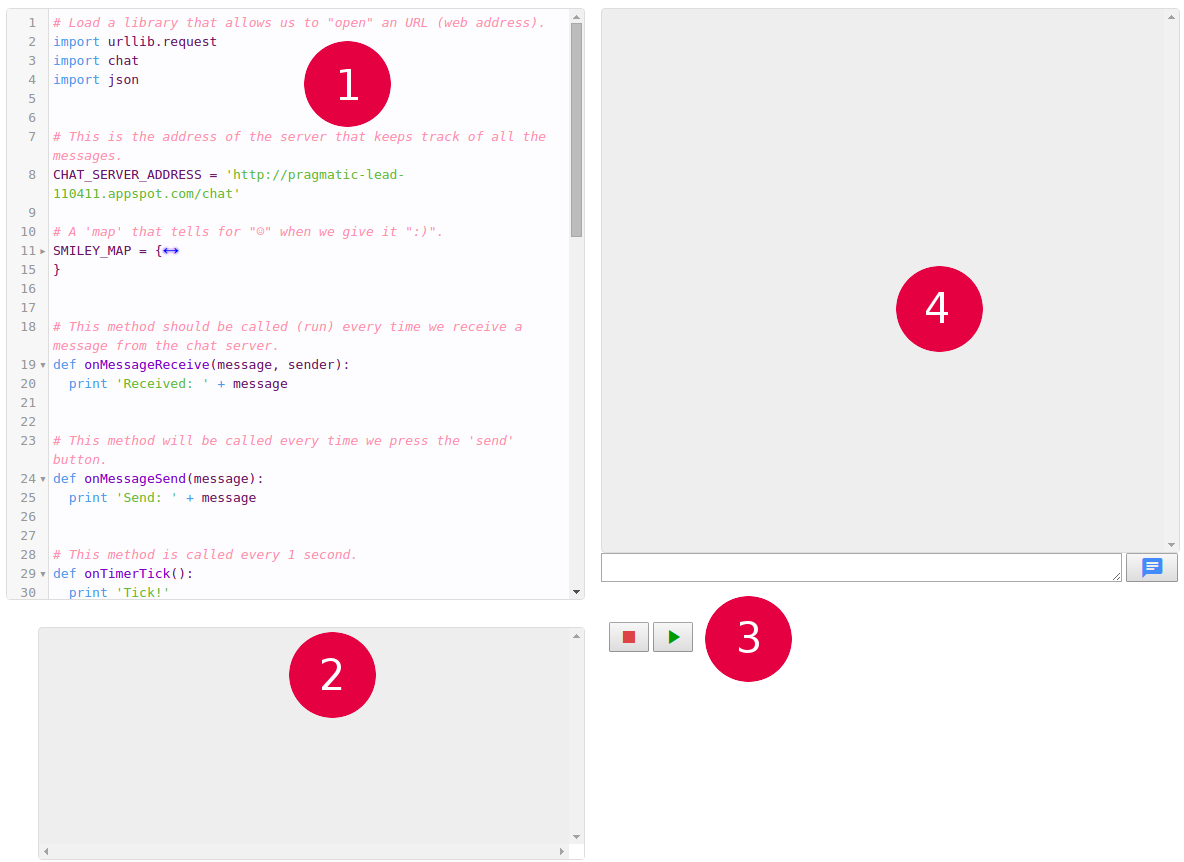 1 # Load a library that allows us to "open" an URL (web address).
2 import urllib.request
3 import chat
4 import json
5
6
7 # This is the address of the server that keeps track of all the
messages.
8 CHAT_SERVER_ADDRESS = 'http://pragmatic-lead-
110411.appspot.com/chat'
9
10 # A 'map' that tells for "☺" when we give it ":)".
11 SMILEY_MAP = {↔
15 }
16
17
18 # This method should be called (run) every time we receive a
message from the chat server.
19 def onMessageReceive(message, sender):
20   print 'Received: ' + message
21
22
23 # This method will be called every time we press the 'send'
button.
24 def onMessageSend(message):
25   print 'Send: ' + message
26
27
28 # This method is called every 1 second.
29 def onTimerTick():
30   print 'Tick!'
1
2
3
4